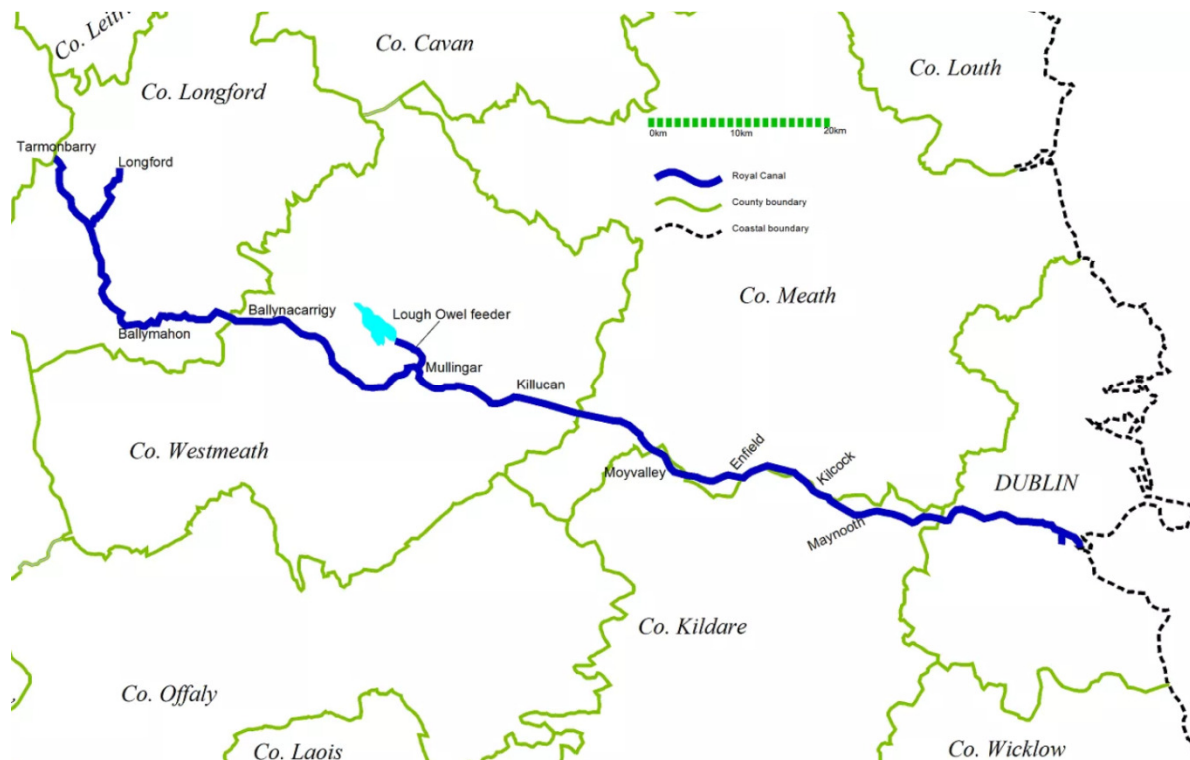 Co. Leitr
Co. Cavan
Co. Louth
Co. Longford
0km 10km 20km
Tarmonbarry
Longford
Royal Canal
County boundary
Coastal boundary
Co. Meath
Ballynacarrigy
Lough Owel feeder
Ballymahon
Mullingar
Killucan
Co. Westmeath
Enfield
Moyvalley
Kilcock
DUBLIN
Maynooth
Co. Kildare
Co. Offaly
Co. Laois
Co. Wicklow